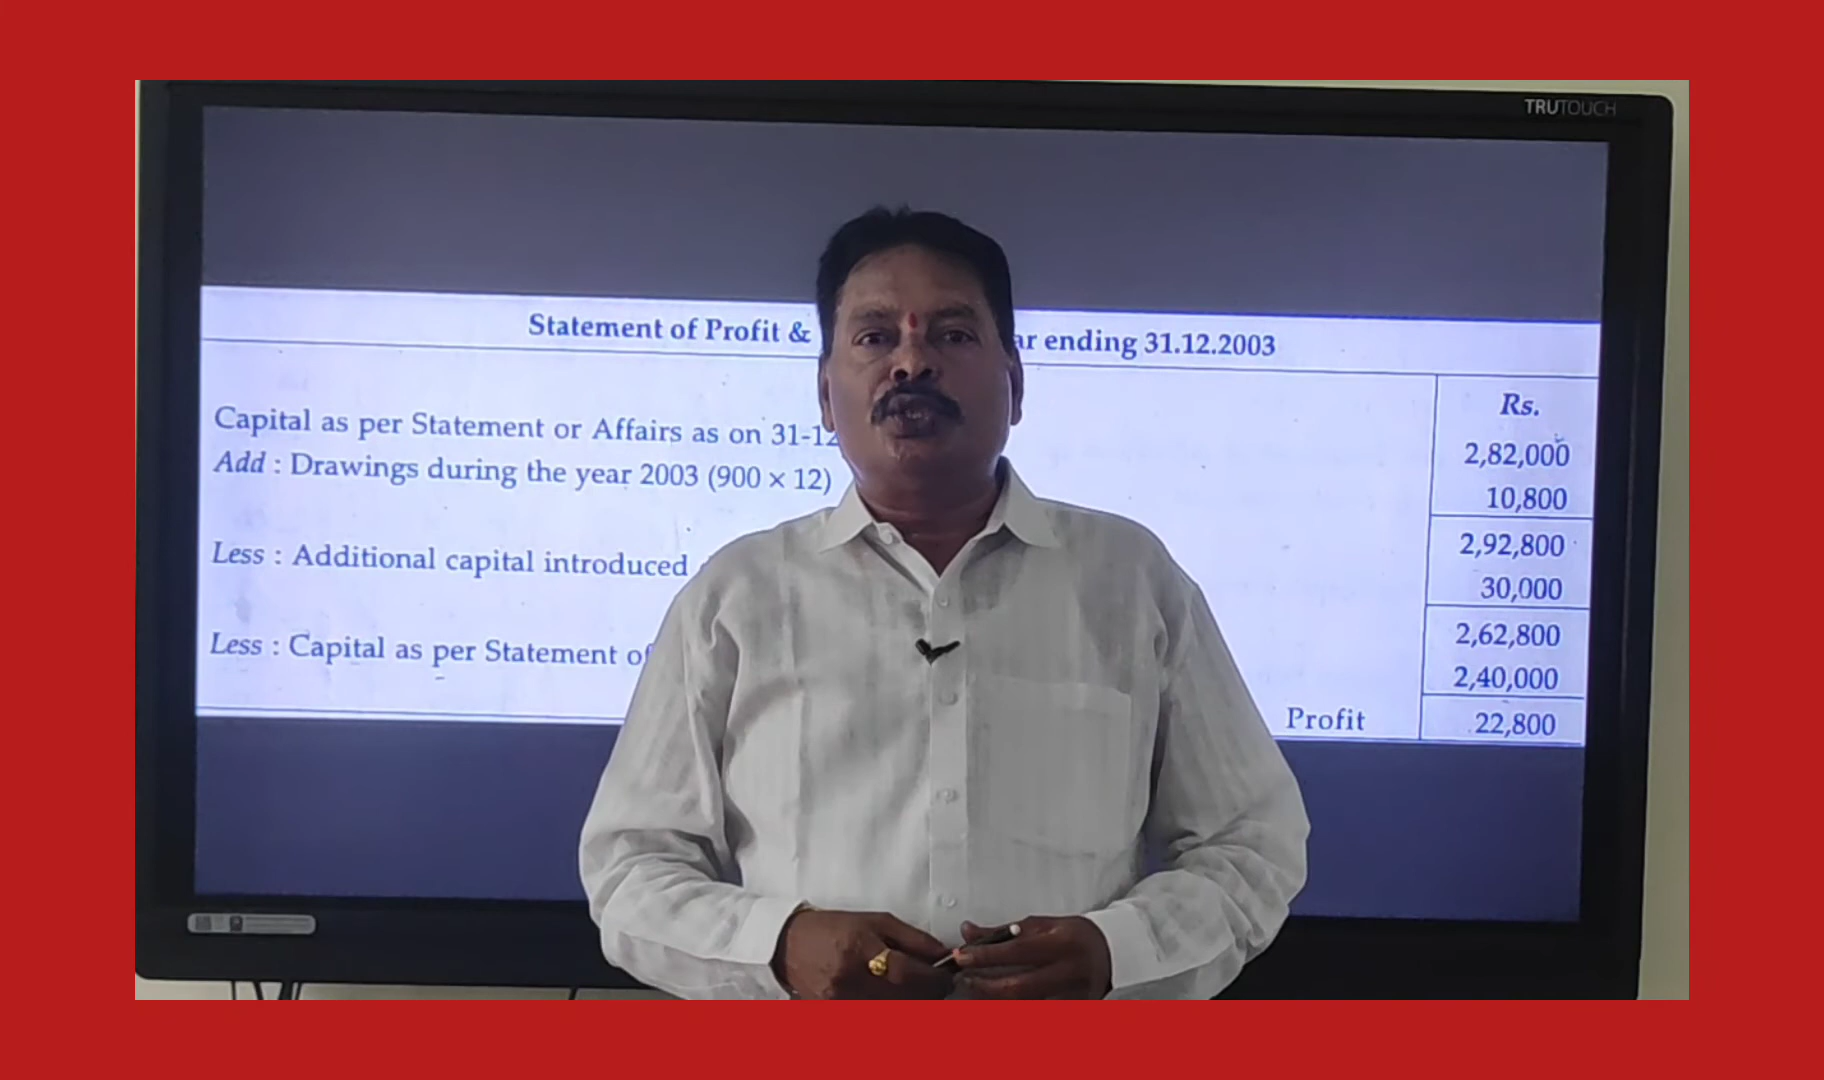 TRUTOUCH
Statement of Profit & ar ending 31.12.2003
Rs.
Capital as per Statement or Affairs as on 31-12 2,82,000
Add : Drawings during the year 2003 (900 × 12) 10,800
2,92,800
Less : Additional capital introduced 30,000
2,62,800
Less : Capital as per Statement of 2,40,000
Profit 22,800